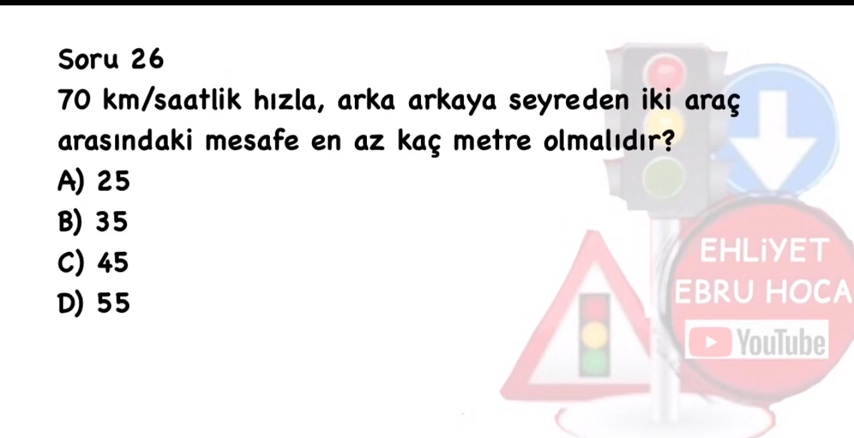 Soru 26
70 km/saatlik hızla, arka arkaya seyreden iki araç
arasındaki mesafe en az kaç metre olmalıdır?
A) 25
B) 35
C) 45
D) 55
EHLİYET
EBRU HOCA
YouTube